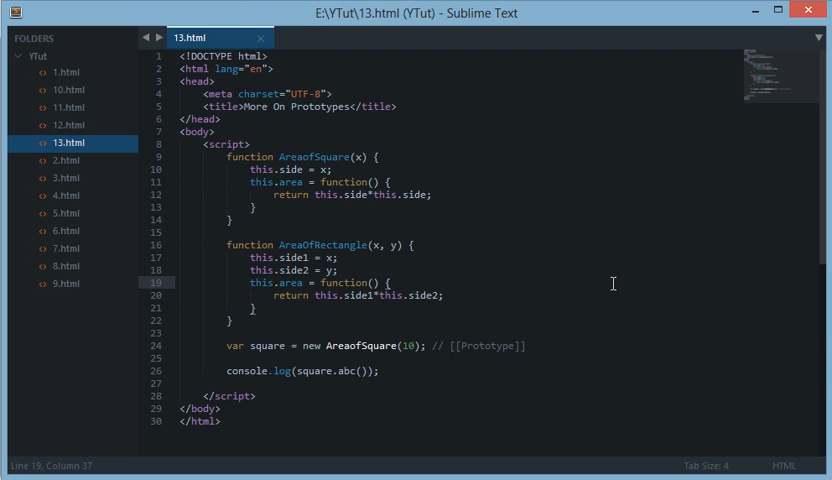 E:\YTut\13.html (YTut) - Sublime Text
FOLDERS
YTut
1.html
10.html
11.html
12.html
13.html
2.html
3.html
4.html
5.html
6.html
7.html
8.html
9.html
13.html
1 <!DOCTYPE html>
2 <html lang="en">
3 <head>
4     <meta charset="UTF-8">
5     <title>More On Prototypes</title>
6 </head>
7 <body>
8     <script>
9         function AreaofSquare(x) {
10             this.side = x;
11             this.area = function() {
12                 return this.side*this.side;
13             }
14         }
15
16         function AreaOfRectangle(x, y) {
17             this.side1 = x;
18             this.side2 = y;
19             this.area = function() {
20                 return this.side1*this.side2;
21             }
22         }
23
24         var square = new AreaofSquare(10); // [[Prototype]]
25
26         console.log(square.abc());
27
28     </script>
29 </body>
30 </html>
Line 19, Column 37
Tab Size: 4
HTML